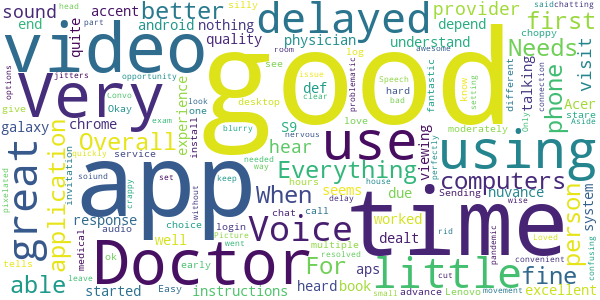 said chatting
head part silly
sound accent better delayed provider first
end android nothing depend
quite physician understand choppy
options jitters video good Needs visit
quality log awesome
room issue see
opportunity Convo def
Okay look one desktop clear
problematic Speech hard bad
fantastic know setting different
talking phone connection
Very chrome experience love
give install blurry S9 nervous Acer stare
galaxy Overall hear moderately Only Aside
application invitation quickly
app use viewing perfectly using
exam service Everything
needed way house
pixelated great soiund crappy set keep
When hours seems due computers
wise
response without choice login chat call worked Sending nuvance person system
medical audio Voice delay dealt time
Picture went rid pandemic confusing
tells ok well multiple resolved aps convenient Loved
able Doctor early For heard book cut little fine
leave started Easy instructions small advance Lenovo movement excellent